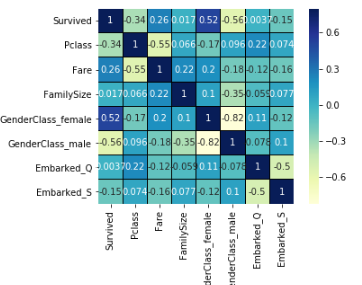 Survived 1 -0.34 0.26 0.017 0.52 -0.56 0.0037 -0.15
Pclass -0.34 1 -0.55 0.066 -0.17 0.096 0.22 0.074
Fare 0.26 -0.55 1 0.22 0.2 -0.18 -0.12 -0.16
FamilySize 0.017 0.066 0.22 1 0.1 -0.35 -0.059 0.077
GenderClass_female 0.52 -0.17 0.2 0.1 1 -0.82 0.11 -0.12
GenderClass_male -0.56 0.096 -0.18 -0.35 -0.82 1 -0.078 0.1
Embarked_Q 0.0037 0.22 -0.12 -0.059 0.11 -0.078 1 -0.5
Embarked_S -0.15 0.074 -0.16 0.077 -0.12 0.1 -0.5 1
Survived
Pclass
Fare
FamilySize
nderClass_female
enderClass_male
Embarked_Q
Embarked_S
0.6
0.3
0.0
−0.3
−0.6